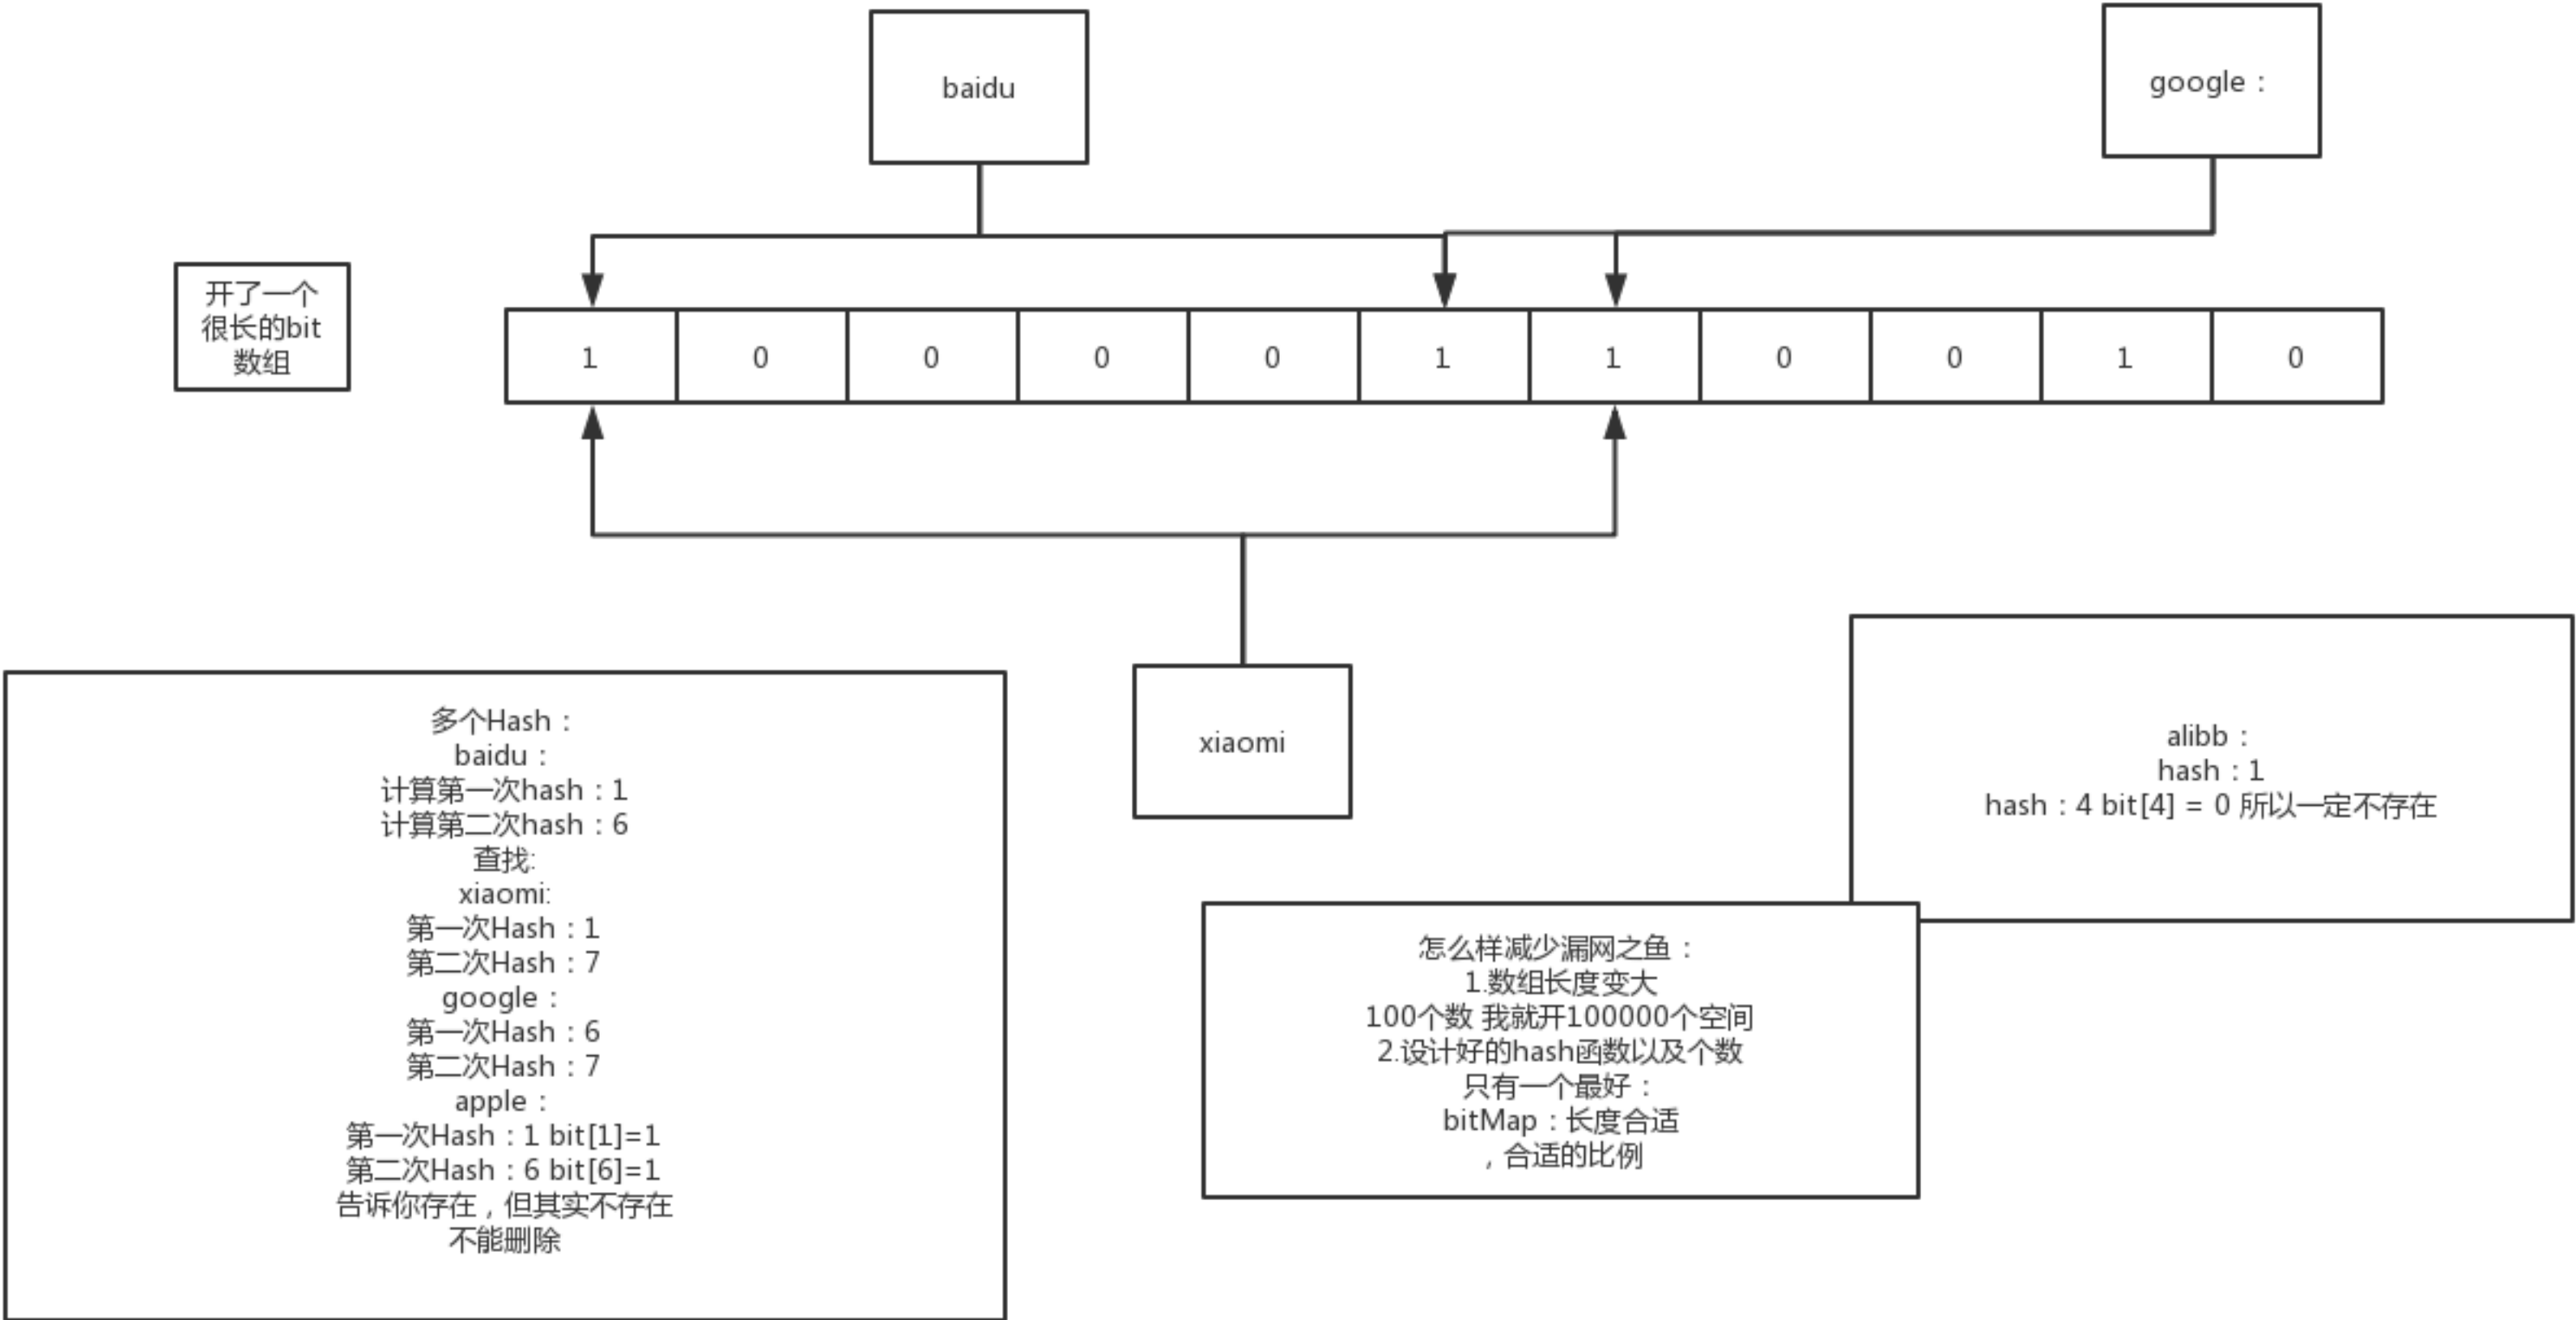 baidu
google：
开了一个
很长的bit
数组
1 0 0 0 0 1 1 0 0 1 0
xiaomi
多个Hash：
baidu：
计算第一次hash：1
计算第二次hash：6
查找:
xiaomi:
第一次Hash：1
第二次Hash：7
google：
第一次Hash：6
第二次Hash：7
apple：
第一次Hash：1 bit[1]=1
第二次Hash：6 bit[6]=1
告诉你存在，但其实不存在
不能删除
alibb：
hash：1
hash：4 bit[4] = 0 所以一定不存在
怎么样减少漏网之鱼：
1.数组长度变大
100个数 我就开100000个空间
2.设计好的hash函数以及个数
只有一个最好：
bitMap：长度合适
，合适的比例